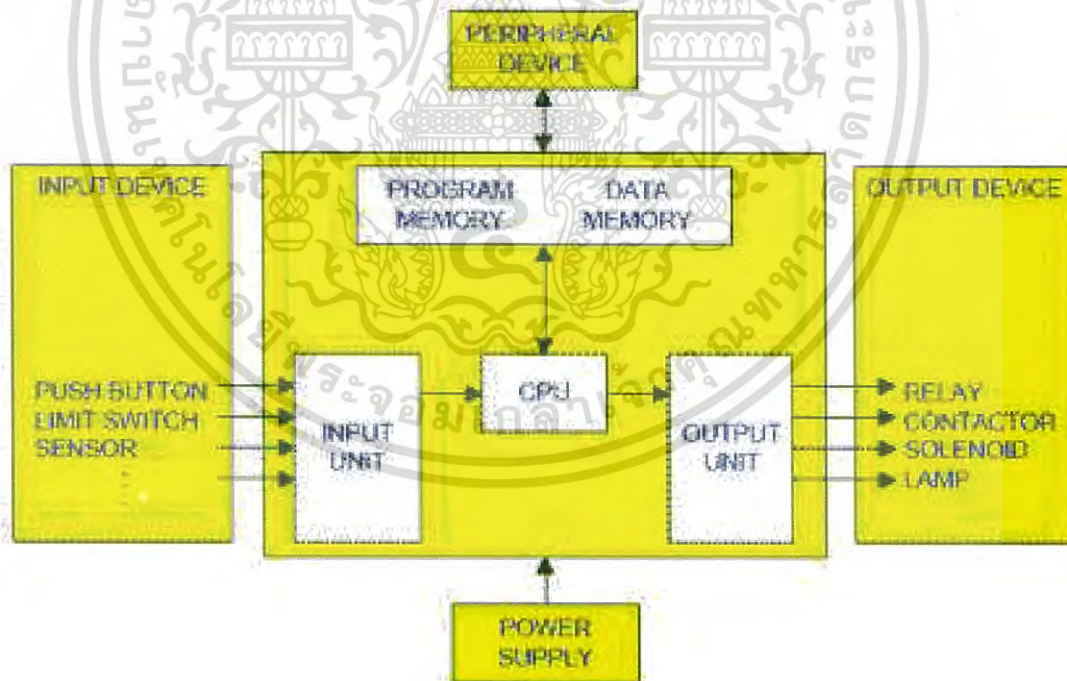 PERIPHERAL
DEVICE
INPUT DEVICE
PROGRAM
MEMORY
DATA
MEMORY
OUTPUT DEVICE
PUSH BUTTON
LIMIT SWITCH
SENSOR
INPUT
UNIT
CPU
OUTPUT
UNIT
RELAY
CONTACTOR
SOLENOID
LAMP
POWER
SUPPLY